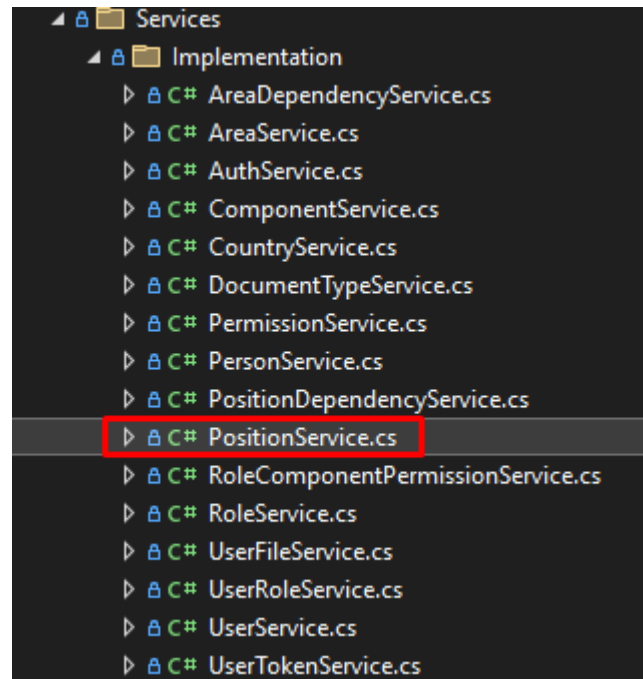 Services
Implementation
C# AreaDependencyService.cs
C# AreaService.cs
C# AuthService.cs
C# ComponentService.cs
C# CountryService.cs
C# DocumentTypeService.cs
C# PermissionService.cs
C# PersonService.cs
C# PositionDependencyService.cs
C# PositionService.cs
C# RoleComponentPermissionService.cs
C# RoleService.cs
C# UserFileService.cs
C# UserRoleService.cs
C# UserService.cs
C# UserTokenService.cs